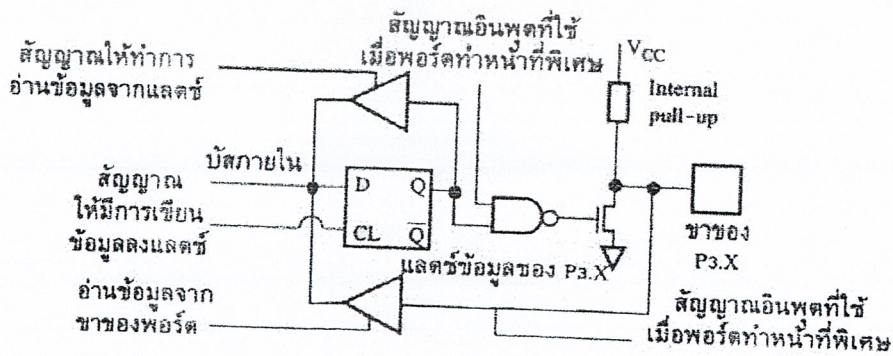 สัญญาณอินพุตที่ใช้
เมื่อพอร์ตทำหน้าที่พิเศษ
สัญญาณให้ทำการ
อ่านข้อมูลจากแลตช์
VCC
Internal
pull-up
บัสภายใน
สัญญาณ
ให้มีการเขียน
ข้อมูลลงแลตช์
D Q
CL Q̅
แลตช์ข้อมูลของ P3.X
ขาของ
P3.X
อ่านข้อมูลจาก
ขาของพอร์ต
สัญญาณอินพุตที่ใช้
เมื่อพอร์ตทำหน้าที่พิเศษ